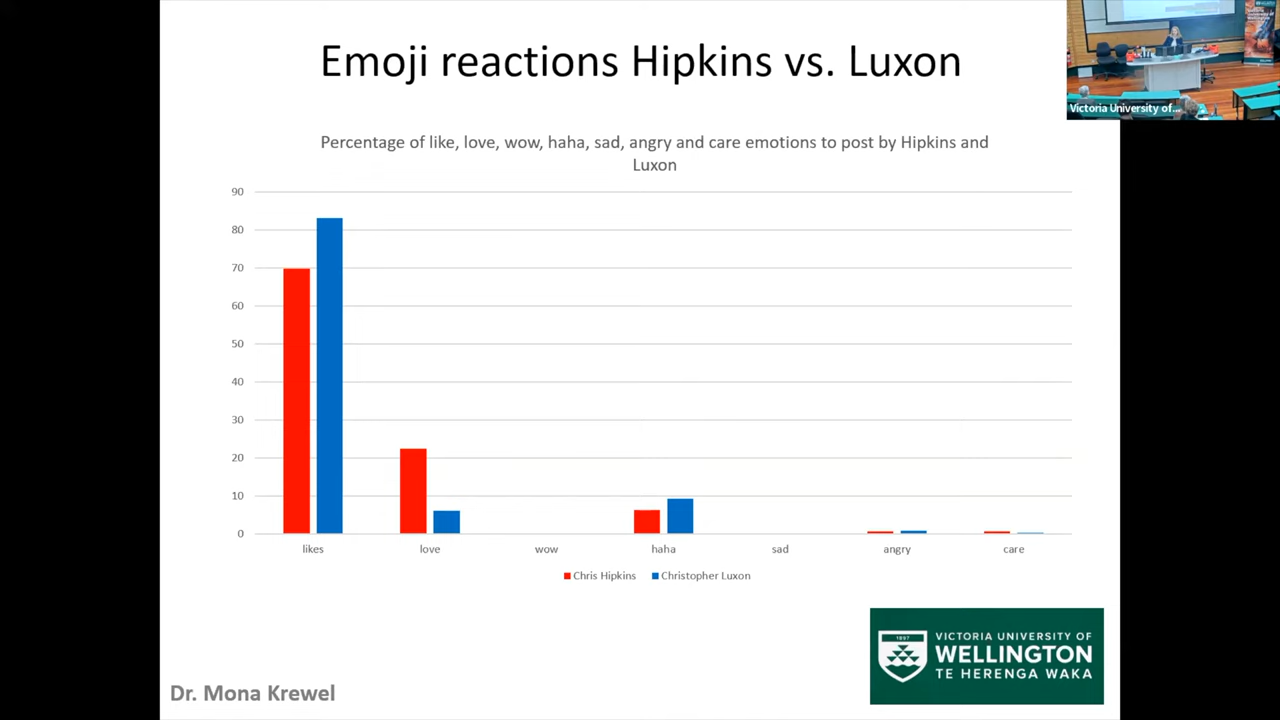 Emoji reactions Hipkins vs. Luxon
Victoria University of...
Percentage of like, love, wow, haha, sad, angry and care emotions to post by Hipkins and
Luxon
90
80
70
60
50
40
30
20
10
0
likes love wow haha sad angry care
Chris Hipkins Christopher Luxon
1897
VICTORIA UNIVERSITY OF
WELLINGTON
TE HERENGA WAKA
Dr. Mona Krewel